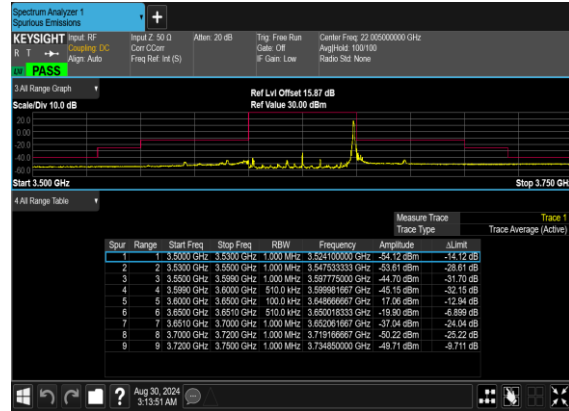 Spectrum Analyzer 1
Spurious Emissions
+
KEYSIGHT Input: RF Input Z: 50 Ω Atten: 20 dB Trig: Free Run Center Freq: 22.005000000 GHz
R T Coupling: DC Corr CCorr Gate: Off Avg|Hold: 100/100
Align: Auto Freq Ref: Int (S) IF Gain: Low Radio Std: None
PASS
3 All Range Graph
Ref Lvl Offset 15.87 dB
Scale/Div 10.0 dB Ref Value 30.00 dBm
20.0
0.00
-20.0
-40.0
-60.0
Start 3.500 GHz Stop 3.750 GH
4 All Range Table
Measure Trace Trace 1
Trace Type Trace Average (Active)
Spur Range Start Freq Stop Freq RBW Frequency Amplitude ΔLimit
1 1 3.5000 GHz 3.5300 GHz 1.000 MHz 3.524100000 GHz -54.12 dBm -14.12 dB
2 2 3.5300 GHz 3.5500 GHz 1.000 MHz 3.547533333 GHz -53.61 dBm -28.61 dB
3 3 3.5500 GHz 3.5990 GHz 1.000 MHz 3.597775000 GHz -44.70 dBm -31.70 dB
4 4 3.5990 GHz 3.6000 GHz 510.0 kHz 3.599981667 GHz -45.15 dBm -32.15 dB
5 5 3.6000 GHz 3.6500 GHz 100.0 kHz 3.648666667 GHz 17.06 dBm -12.94 dB
6 6 3.6500 GHz 3.6510 GHz 510.0 kHz 3.650018333 GHz -19.90 dBm -6.899 dB
7 7 3.6510 GHz 3.7000 GHz 1.000 MHz 3.652061667 GHz -37.04 dBm -24.04 dB
8 8 3.7000 GHz 3.7200 GHz 1.000 MHz 3.719166667 GHz -50.22 dBm -25.22 dB
9 9 3.7200 GHz 3.7500 GHz 1.000 MHz 3.734850000 GHz -49.71 dBm -9.711 dB
? Aug 30, 2024
3:13:51 AM